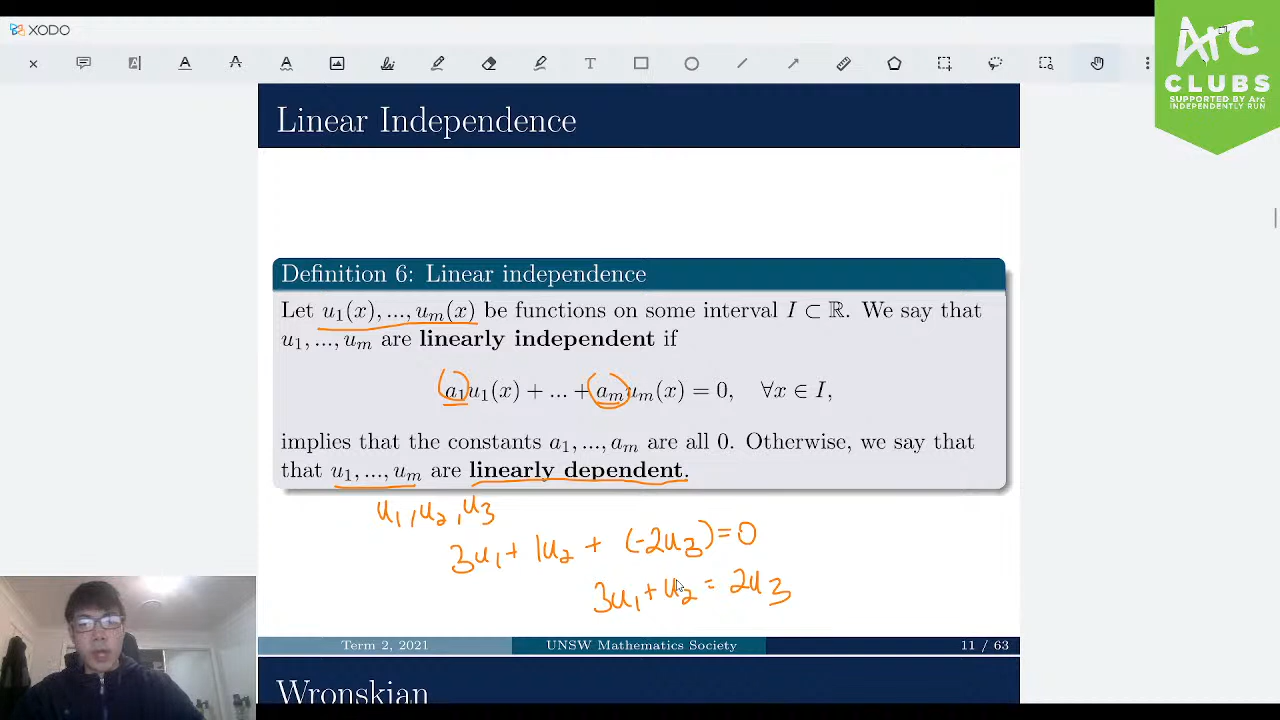 XODO
ARC
CLUBS
SUPPORTED BY Arc
INDEPENDENTLY RUN
Linear Independence
Definition 6: Linear independence
Let u₁(x), ..., uₘ(x) be functions on some interval I ⊂ ℝ. We say that
u₁, ..., uₘ are linearly independent if
a₁u₁(x) + ... + aₘuₘ(x) = 0, ∀x ∈ I,
implies that the constants a₁, ..., aₘ are all 0. Otherwise, we say that
that u₁, ..., uₘ are linearly dependent.
u₁, u₂, u₃
3u₁ + 1u₂ + (-2u₃) = 0
3u₁ + u₂ = 2u₃
Term 2, 2021 UNSW Mathematics Society 11 / 63
Wronskian